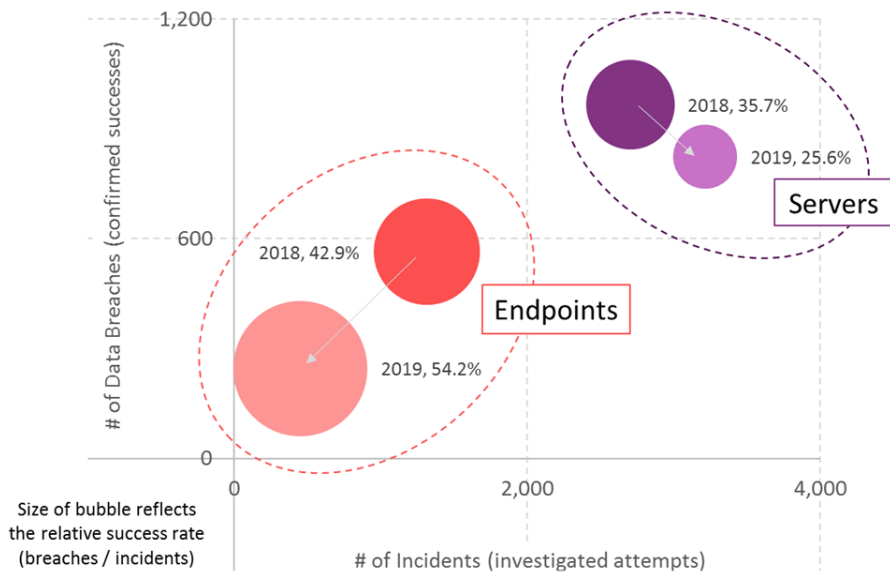 1,200
# of Data Breaches (confirmed successes)
2018, 35.7%
2019, 25.6%
Servers
600
2018, 42.9%
Endpoints
2019, 54.2%
0
0
2,000
4,000
Size of bubble reflects
the relative success rate
(breaches / incidents)
# of Incidents (investigated attempts)